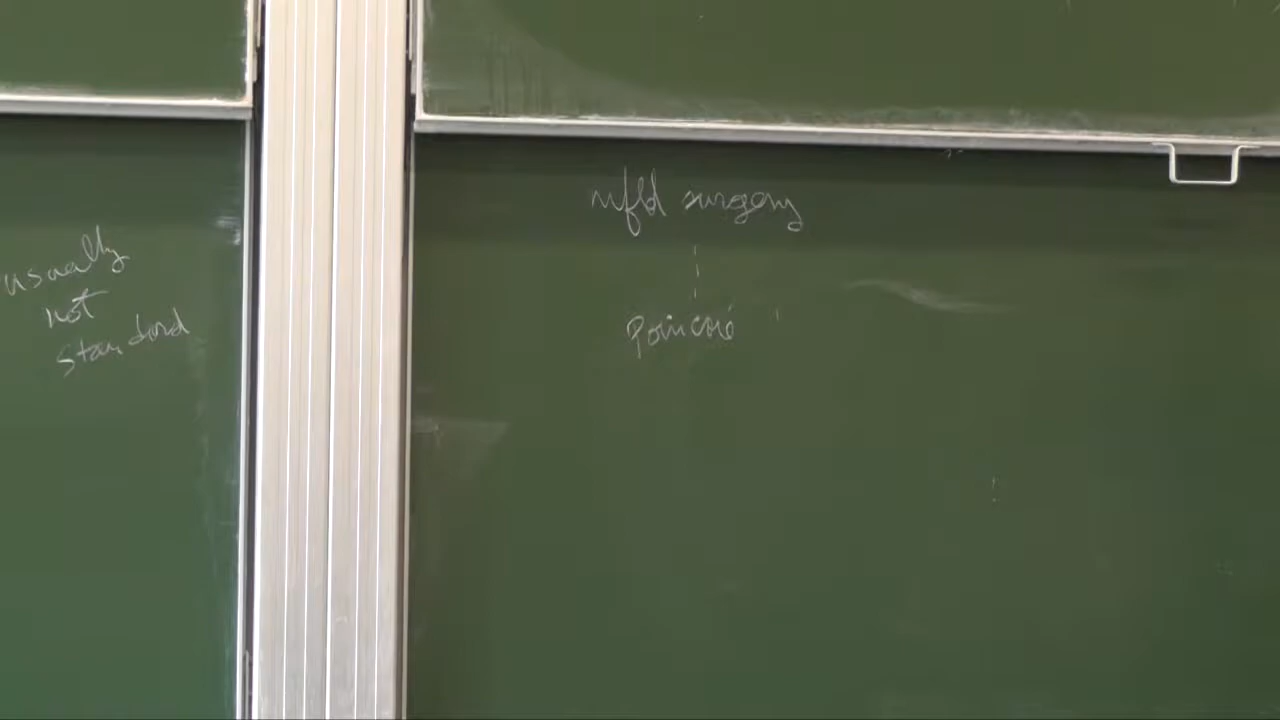 usually
not
standard
mfld surgery
Poincaré